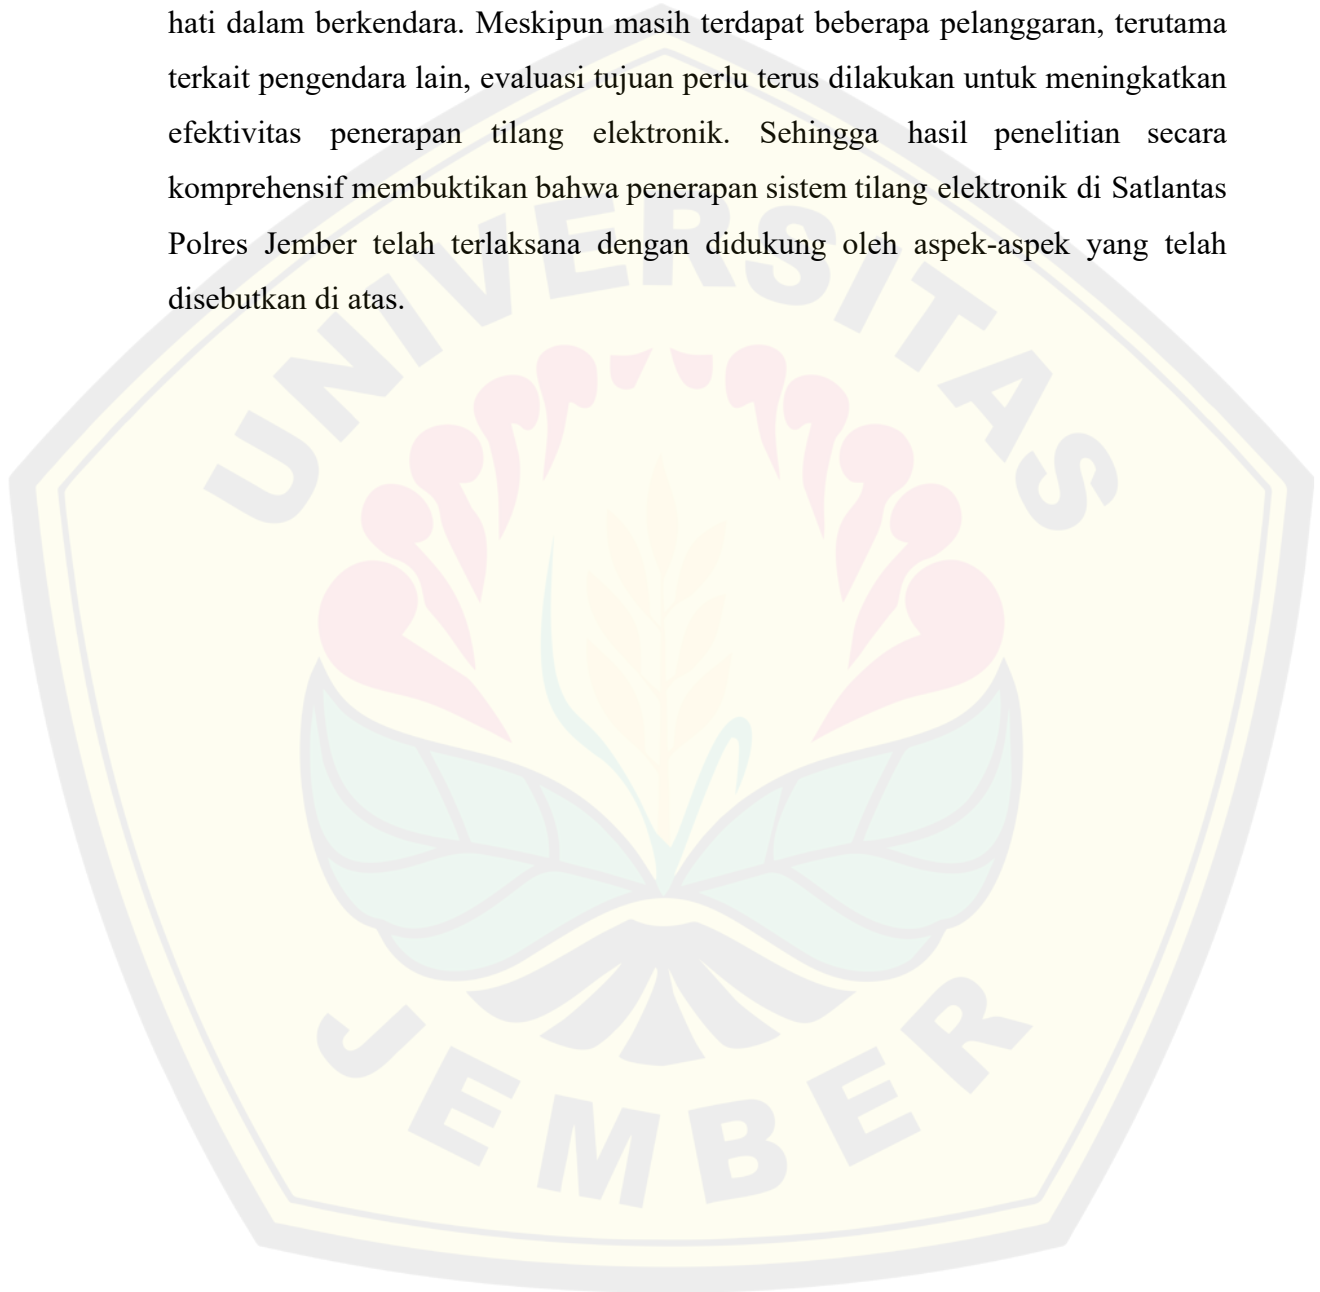 hati dalam berkendara. Meskipun masih terdapat beberapa pelanggaran, terutama
terkait pengendara lain, evaluasi tujuan perlu terus dilakukan untuk meningkatkan
efektivitas penerapan tilang elektronik. Sehingga hasil penelitian secara
komprehensif membuktikan bahwa penerapan sistem tilang elektronik di Satlantas
Polres Jember telah terlaksana dengan didukung oleh aspek-aspek yang telah
disebutkan di atas.
UNIVERSITAS
JEMBER